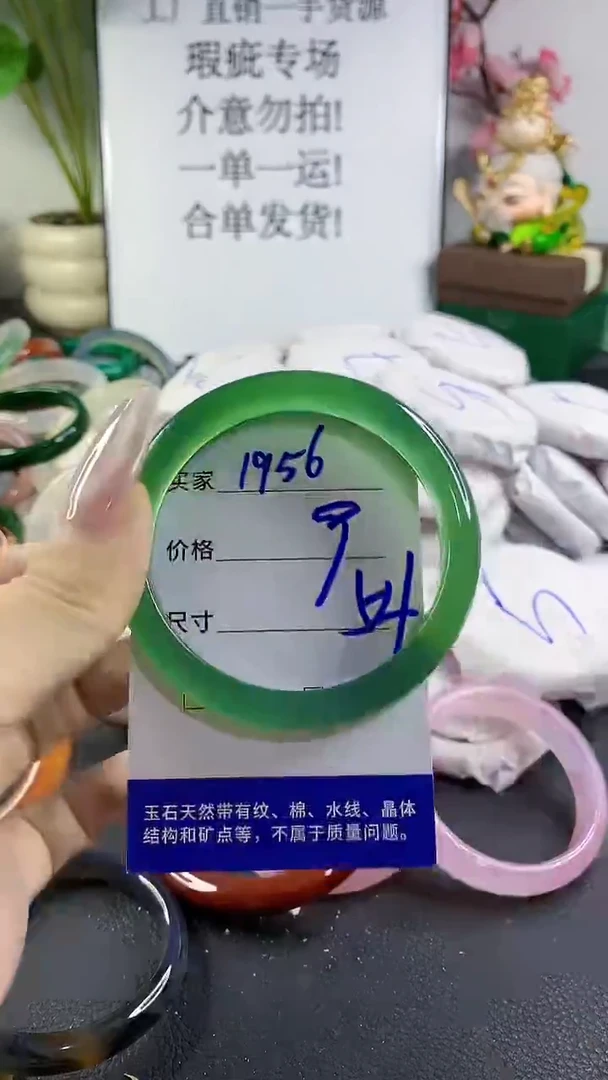 工厂直销一手货源
瑕疵专场
介意勿拍!
一单一运!
合单发货!
买家 1956
价格
尺寸
玉石天然带有纹、棉、水线、晶体
结构和矿点等，不属于质量问题。